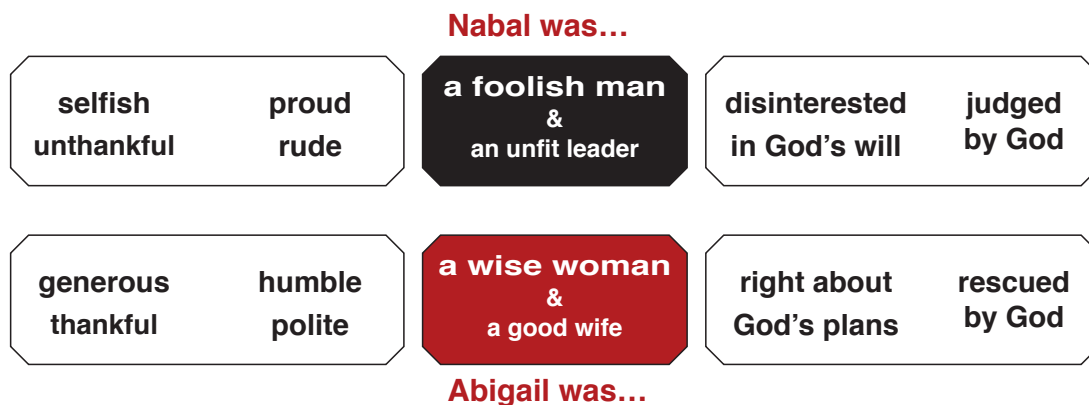 Nabal was…
selfish proud
unthankful rude
a foolish man
&
an unfit leader
disinterested judged
in God's will by God
generous humble
thankful polite
a wise woman
&
a good wife
right about rescued
God's plans by God
Abigail was…